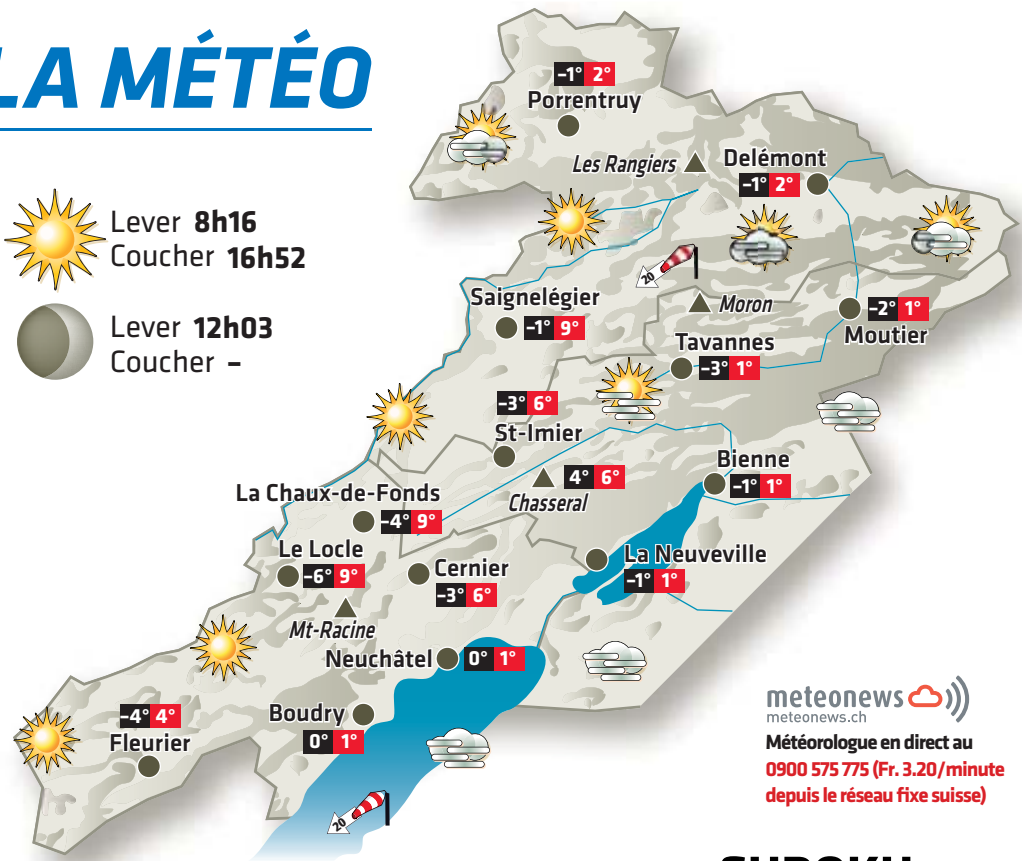 LA MÉTÉO
Lever 8h16
Coucher 16h52
Lever 12h03
Coucher –
–1° 2°
Porrentruy
Les Rangiers
Delémont
–1° 2°
20
Saignelégier
–1° 9°
Moron
–2° 1°
Moutier
Tavannes
–3° 1°
–3° 6°
St-Imier
4° 6°
Chasseral
Bienne
–1° 1°
La Chaux-de-Fonds
–4° 9°
Le Locle
–6° 9°
Cernier
–3° 6°
La Neuveville
–1° 1°
Mt-Racine
Neuchâtel 0° 1°
Boudry
0° 1°
–4° 4°
Fleurier
20
meteonews
meteonews.ch
Météorologue en direct au
0900 575 775 (Fr. 3.20/minute
depuis le réseau fixe suisse)